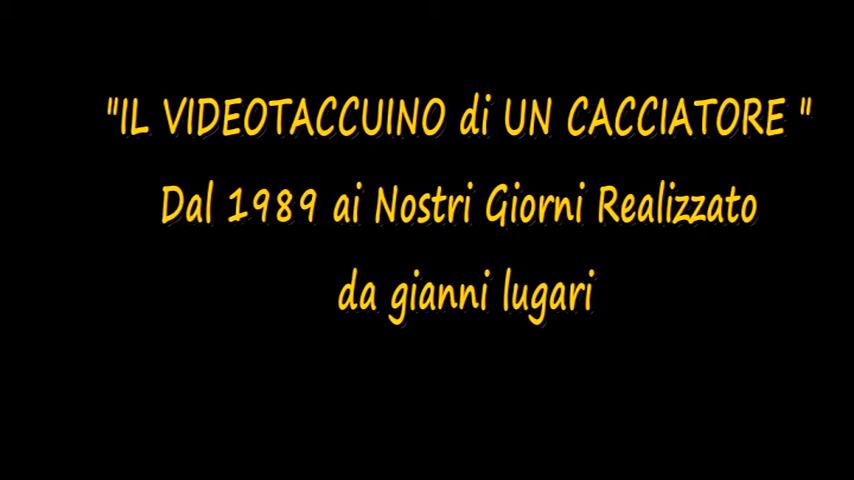 "IL VIDEOTACCUINO di UN CACCIATORE "
Dal 1989 ai Nostri Giorni Realizzato
da gianni lugari